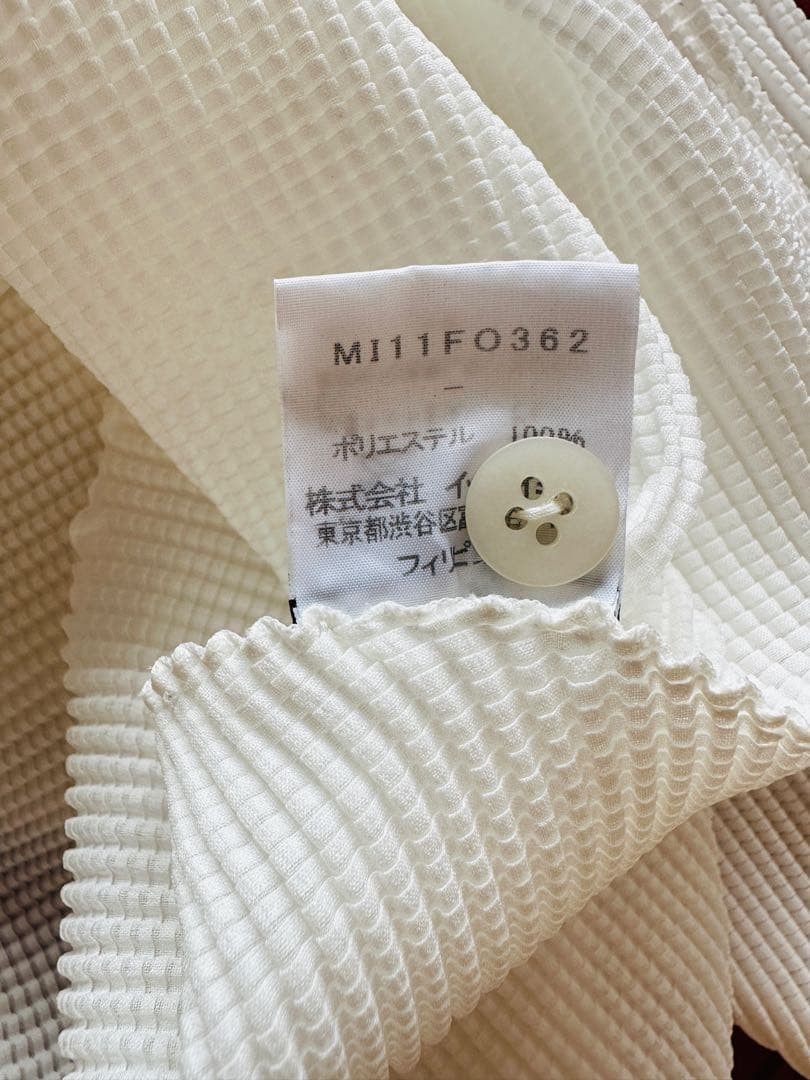 MI11FO362
–
ポリエステル 100%
株式会社
東京都渋谷区
フィリピ